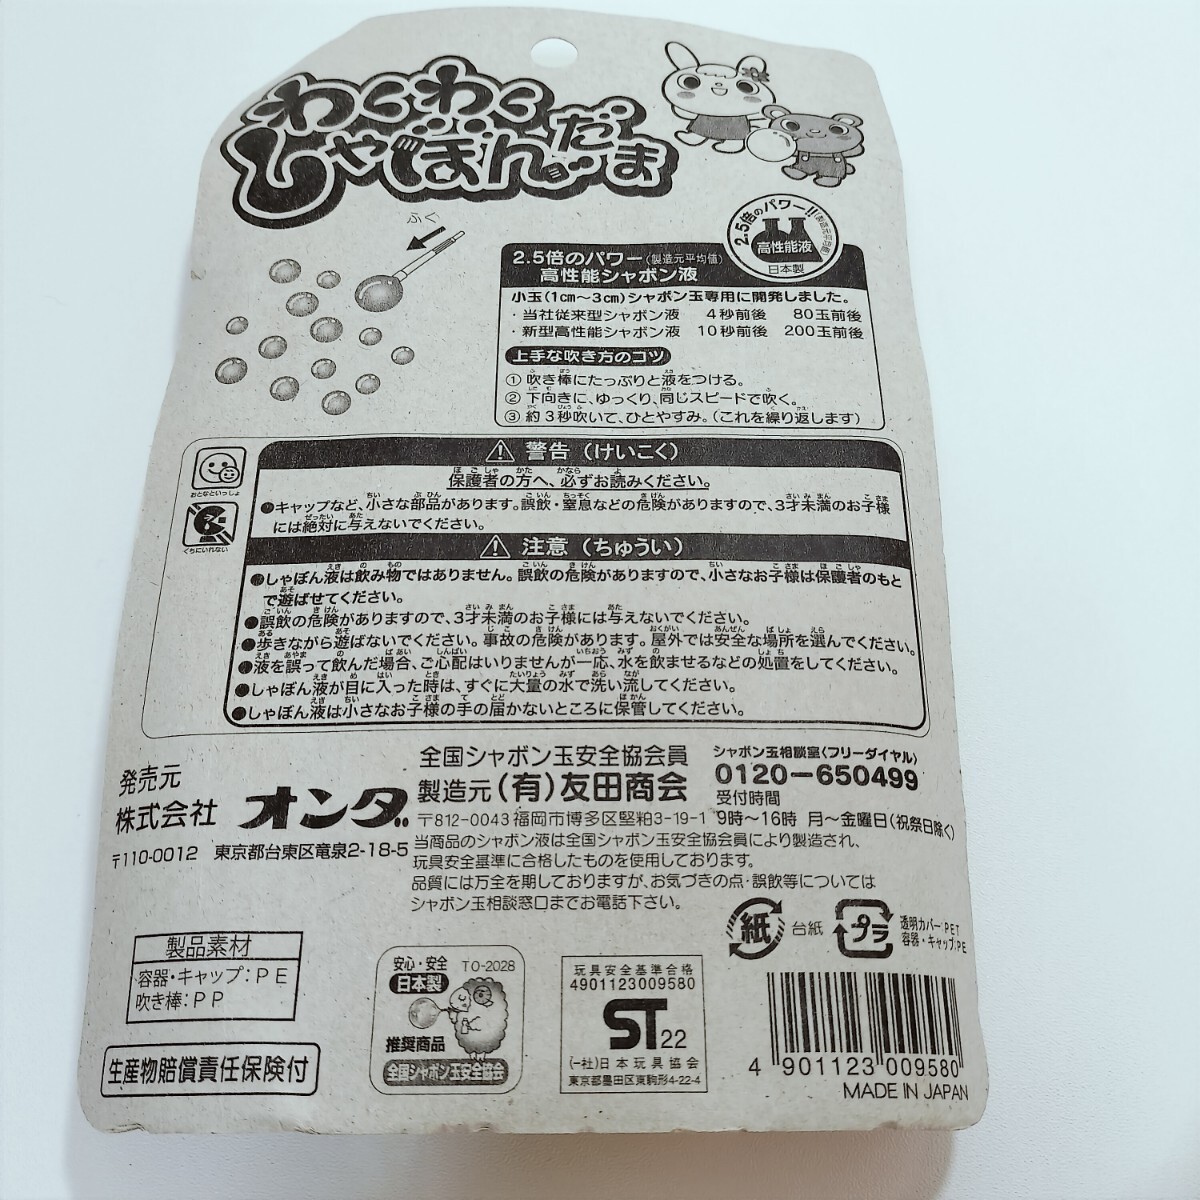 わくわく
しゃぼんだま
ふく
2.5倍のパワー!!
高性能液
日本製
2.5倍のパワー(製造元平均値)
高性能シャボン液
小玉(1cm〜3cm)シャボン玉専用に開発しました。
・当社従来型シャボン液 4秒前後 80玉前後
・新型高性能シャボン液 10秒前後 200玉前後
上手な吹き方のコツ
① 吹き棒にたっぷりと液をつける。
② 下向きに、ゆっくり、同じスピードで吹く。
③ 約3秒吹いて、ひとやすみ。(これを繰り返します)
警告(けいこく)
保護者の方へ、必ずお読みください。
おとなといっしょ
くちにいれない
●キャップなど、小さな部品があります。誤飲・窒息などの危険がありますので、3才未満のお子様
には絶対に与えないでください。
注意(ちゅうい)
●しゃぼん液は飲み物ではありません。誤飲の危険がありますので、小さなお子様は保護者のもと
で遊ばせてください。
●誤飲の危険がありますので、3才未満のお子様には与えないでください。
●歩きながら遊ばないでください。事故の危険があります。屋外では安全な場所を選んでください。
●液を誤って飲んだ場合、ご心配はいりませんが一応、水を飲ませるなどの処置をしてください。
●しゃぼん液が目に入った時は、すぐに大量の水で洗い流してください。
●しゃぼん液は小さなお子様の手の届かないところに保管してください。
発売元
株式会社 オンダ
〒110-0012 東京都台東区竜泉2-18-5
全国シャボン玉安全協会員
製造元(有)友田商会
〒812-0043 福岡市博多区堅粕3-19-1
シャボン玉相談室〈フリーダイヤル〉
0120-650499
受付時間
9時〜16時 月〜金曜日(祝祭日除く)
当商品のシャボン液は全国シャボン玉安全協会員により製造され、
玩具安全基準に合格したものを使用しております。
品質には万全を期しておりますが、お気づきの点・誤飲等については
シャボン玉相談窓口までお電話下さい。
紙 台紙
プラ 透明カバー:PET
容器・キャップ:PE
製品素材
容器・キャップ:PE
吹き棒:PP
生産物賠償責任保険付
安心・安全 TO-2028
日本製
推奨商品
全国シャボン玉安全協会
玩具安全基準合格
4901123009580
ST 22
(一社)日本玩具協会
東京都墨田区東駒形4-22-4
4 901123 009580
MADE IN JAPAN